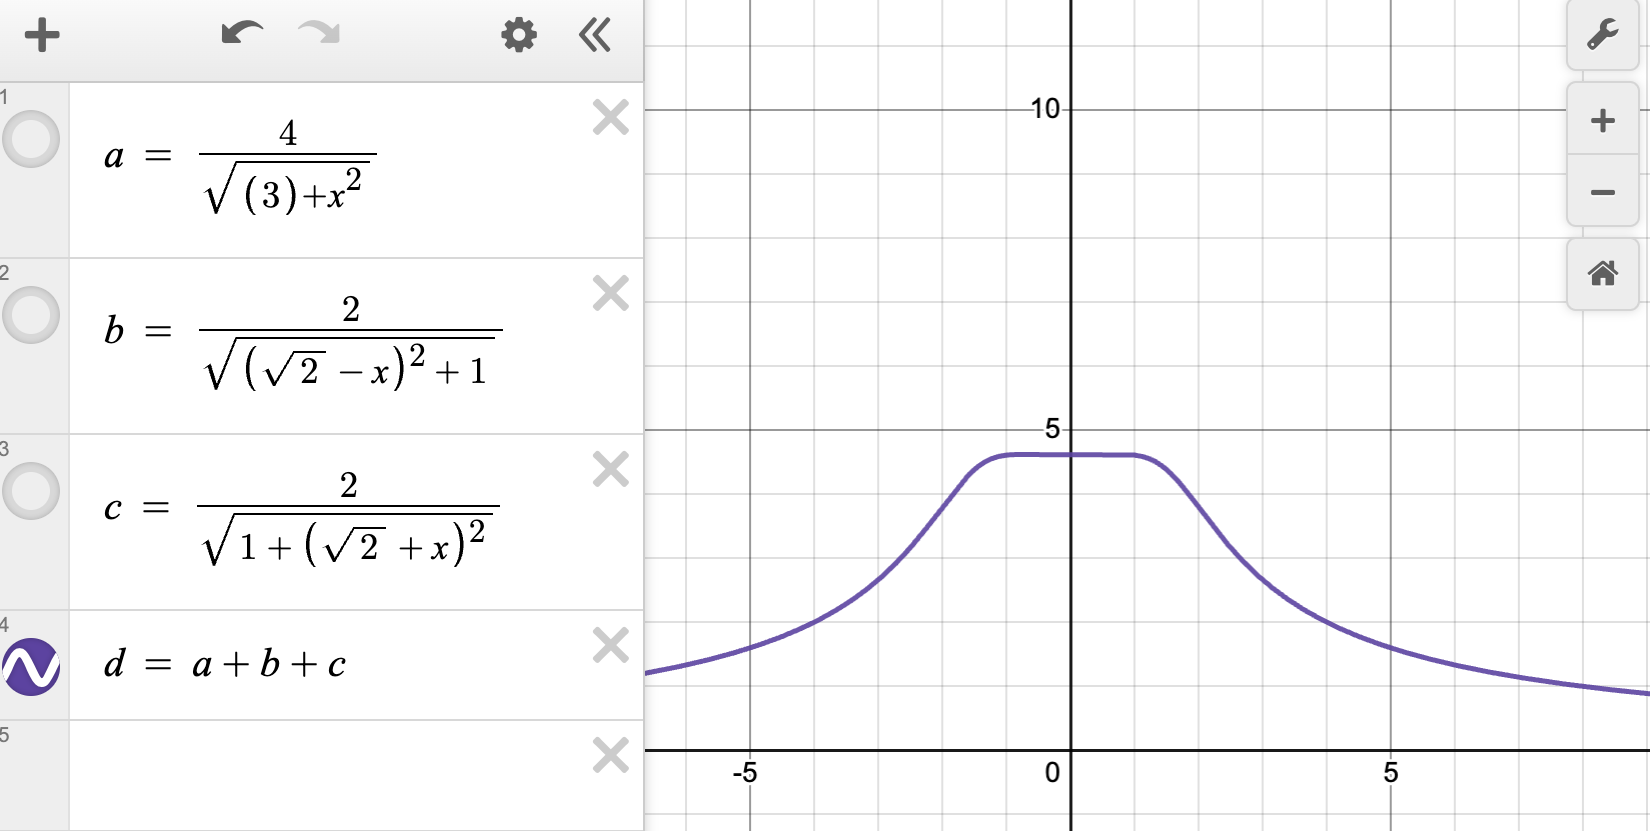 1
a = 4/√((3)+x²)
2
b = 2/√((√2 − x)² + 1)
3
c = 2/√(1 + (√2 + x)²)
4
d = a + b + c
5
10
5
-5
0
5